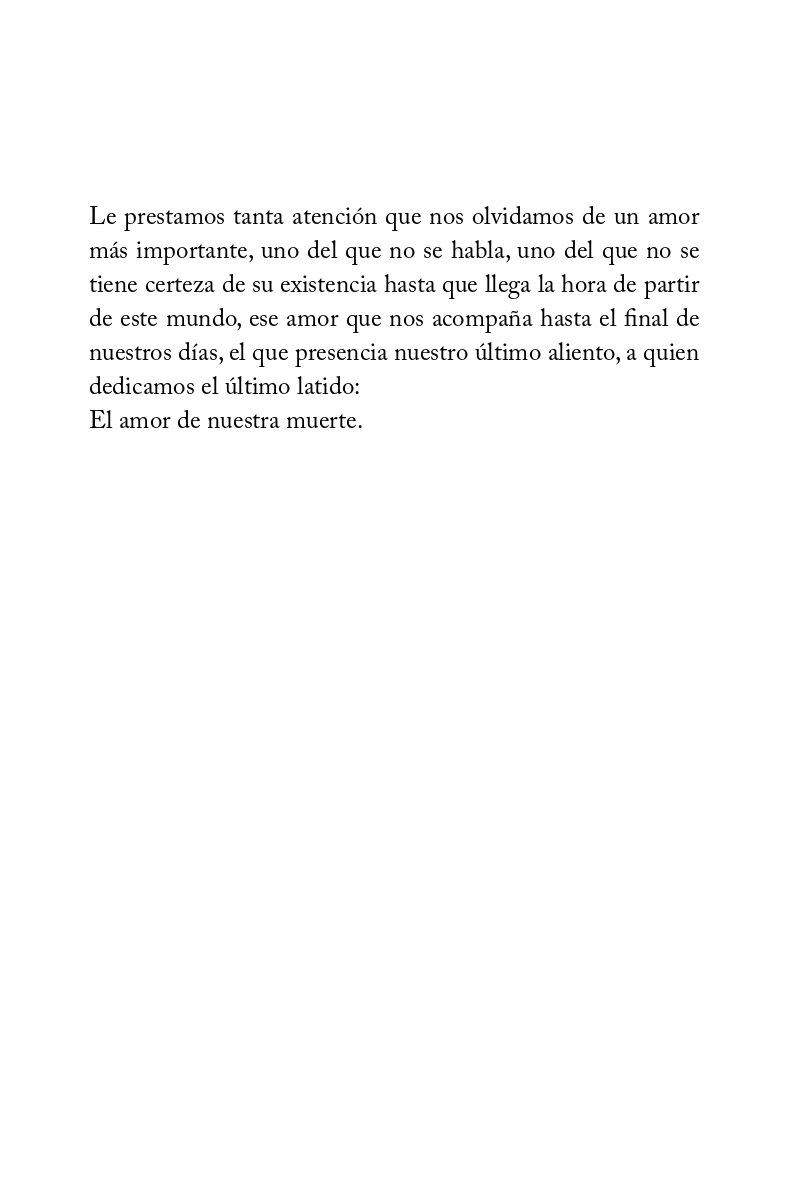 Le prestamos tanta atención que nos olvidamos de un amor
más importante, uno del que no se habla, uno del que no se
tiene certeza de su existencia hasta que llega la hora de partir
de este mundo, ese amor que nos acompaña hasta el final de
nuestros días, el que presencia nuestro último aliento, a quien
dedicamos el último latido:
El amor de nuestra muerte.